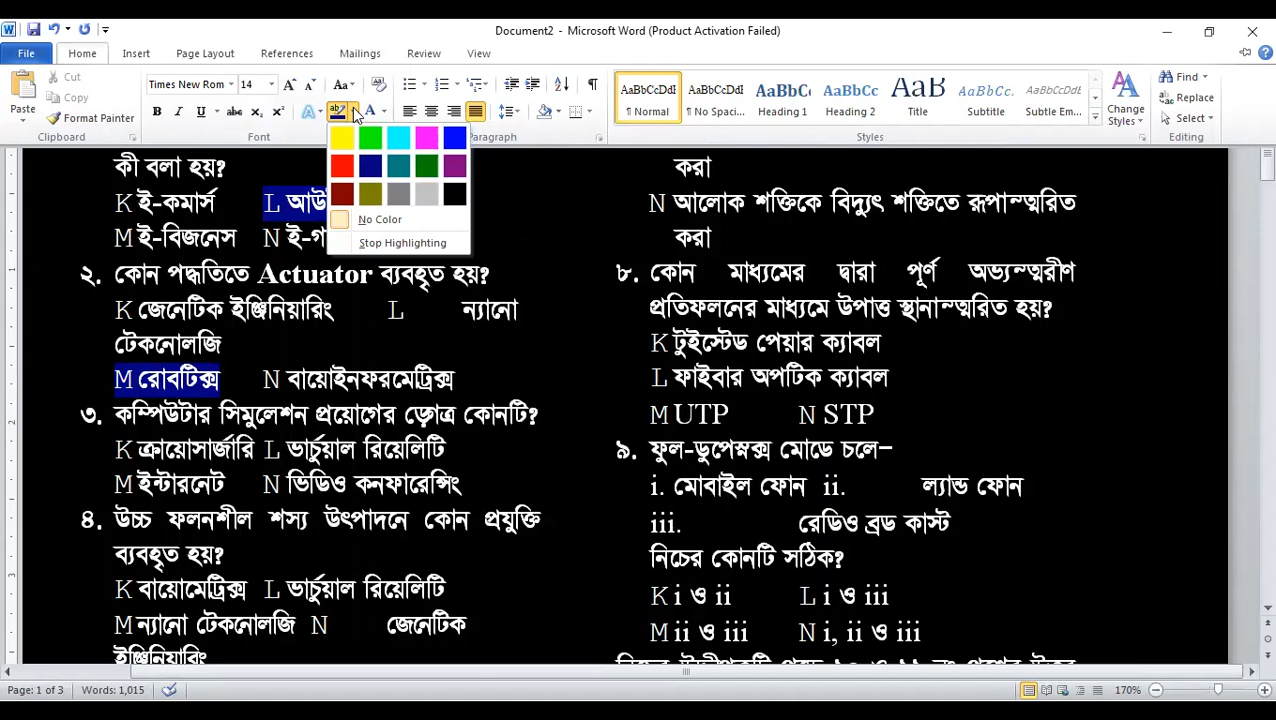 Document2 - Microsoft Word (Product Activation Failed)
File Home Insert Page Layout References Mailings Review View
Paste
Cut
Copy
Format Painter
Clipboard
Times New Rom 14
Font
Paragraph
AaBbCcDdI AaBbCcDdI AaBbCc AaBbCc AaB AaBbCc. AaBbCcDd
Normal No Spaci... Heading 1 Heading 2 Title Subtitle Subtle Em...
Styles
Change Styles
Find
Replace
Select
Editing
No Color
Stop Highlighting
কী বলা হয়?
K ই-কমার্স L
M ই-বিজনেস N
২. কোন পদ্ধতিতে Actuator ব্যবহৃত হয়?
K জেনেটিক ইঞ্জিনিয়ারিং L ন্যানো
টেকনোলজি
M রোবটিক্স N বায়োইনফরমেট্রিক্স
৩. কম্পিউটার সিমুলেশন প্রয়োগের ড়্গেত্র কোনটি?
K ক্রায়োসার্জারি L ভার্চুয়াল রিয়েলিটি
M ইন্টারনেট N ভিডিও কনফারেন্সিং
৪. উচ্চ ফলনশীল শস্য উৎপাদনে কোন প্রযুক্তি
ব্যবহৃত হয়?
K বায়োমেট্রিক্স L ভার্চুয়াল রিয়েলিটি
M ন্যানো টেকনোলজি N জেনেটিক
ইঞ্জিনিয়ারিং
করা
N আলোক শক্তিকে বিদ্যুৎ শক্তিতে রূপান্ত্মরিত
করা
৮. কোন মাধ্যমের দ্বারা পূর্ণ অভ্যন্ত্মরীণ
প্রতিফলনের মাধ্যমে উপাত্ত স্থানান্ত্মরিত হয়?
K টুইস্টেড পেয়ার ক্যাবল
L ফাইবার অপটিক ক্যাবল
M UTP N STP
৯. ফুল-ডুপেস্নক্স মোডে চলে–
i. মোবাইল ফোন ii. ল্যান্ড ফোন
iii. রেডিও ব্রড কাস্ট
নিচের কোনটি সঠিক?
K i ও ii L i ও iii
M ii ও iii N i, ii ও iii
Page: 1 of 3 Words: 1,015 170%